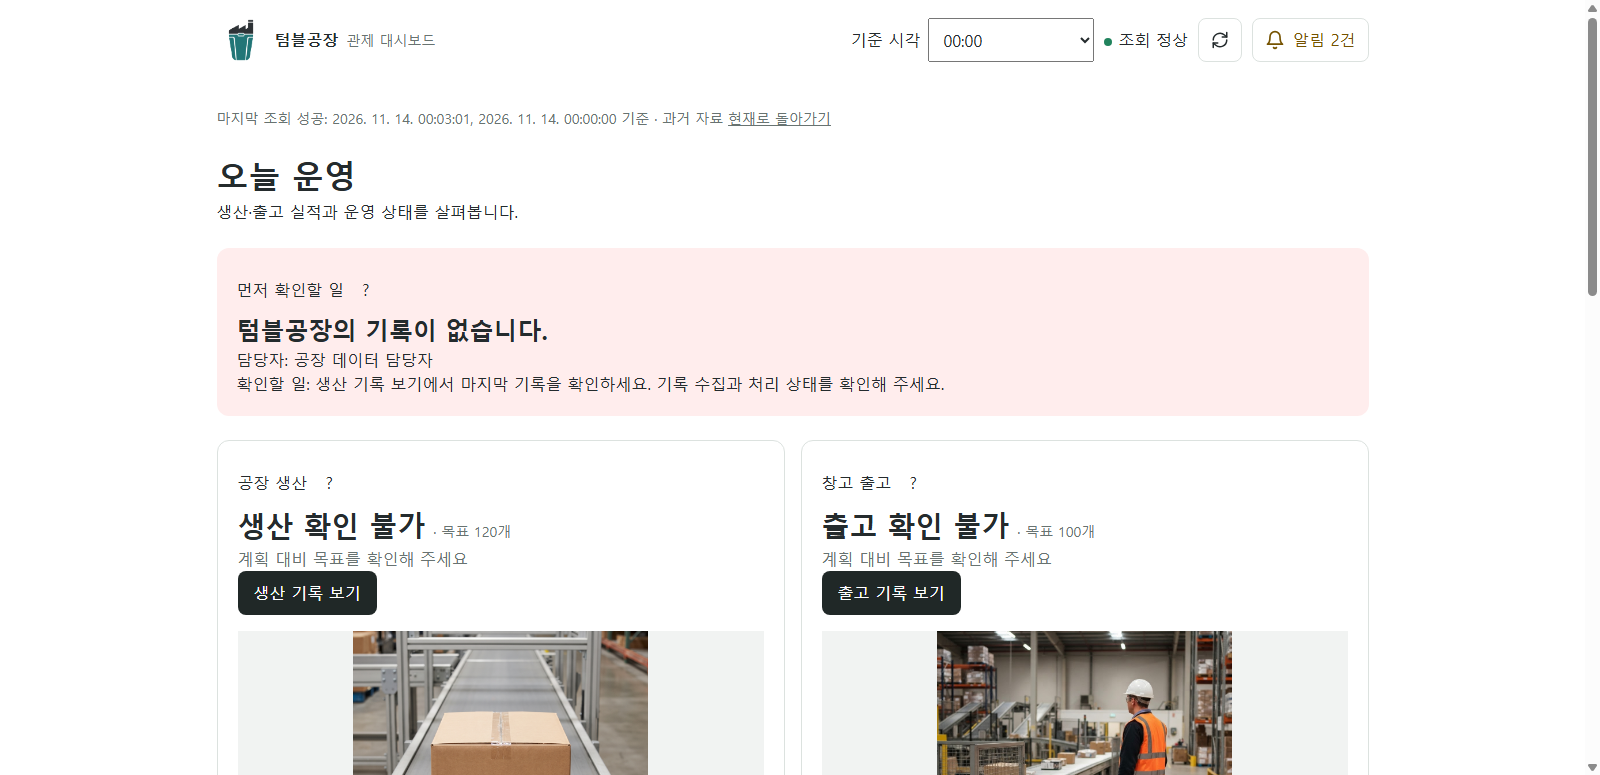 텀블공장 관제 대시보드
기준 시각 00:00 조회 정상 알림 2건
마지막 조회 성공: 2026. 11. 14. 00:03:01, 2026. 11. 14. 00:00:00 기준 · 과거 자료 현재로 돌아가기
오늘 운영
생산·출고 실적과 운영 상태를 살펴봅니다.
먼저 확인할 일 ?
텀블공장의 기록이 없습니다.
담당자: 공장 데이터 담당자
확인할 일: 생산 기록 보기에서 마지막 기록을 확인하세요. 기록 수집과 처리 상태를 확인해 주세요.
공장 생산 ?
생산 확인 불가 · 목표 120개
계획 대비 목표를 확인해 주세요
생산 기록 보기
창고 출고 ?
출고 확인 불가 · 목표 100개
계획 대비 목표를 확인해 주세요
출고 기록 보기